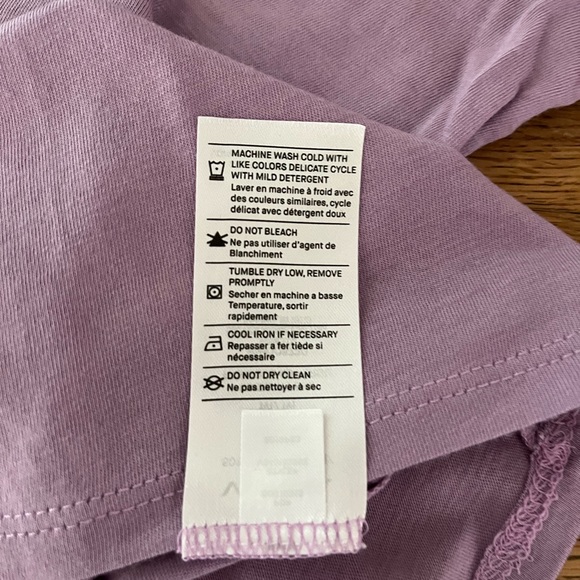 MACHINE WASH COLD WITH
LIKE COLORS DELICATE CYCLE
WITH MILD DETERGENT
Laver en machine à froid avec
des couleurs similaires, cycle
délicat avec détergent doux
DO NOT BLEACH
Ne pas utiliser d'agent de
Blanchiment
TUMBLE DRY LOW, REMOVE
PROMPTLY
Secher en machine a basse
Temperature, sortir
rapidement
COOL IRON IF NECESSARY
Repasser a fer tiède si
nécessaire
DO NOT DRY CLEAN
Ne pas nettoyer à sec